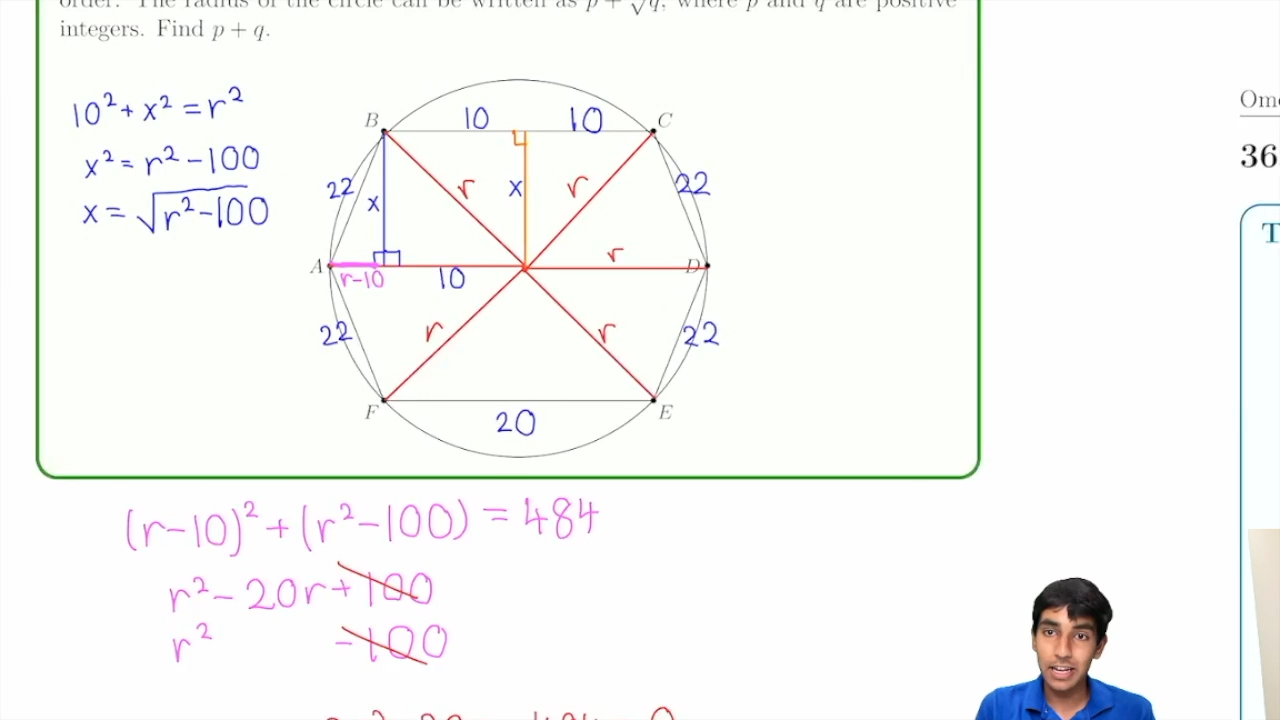 order. The radius of the circle can be written as p + √q, where p and q are positive
integers. Find p + q.
10² + x² = r²
x² = r² - 100
x = √r²-100
B
10
10
C
22
x
r
x
r
22
A
r-10
10
r
D
22
r
r
22
F
20
E
(r-10)² + (r²-100) = 484
r² - 20r + 100
r² - 100
Om
36
T